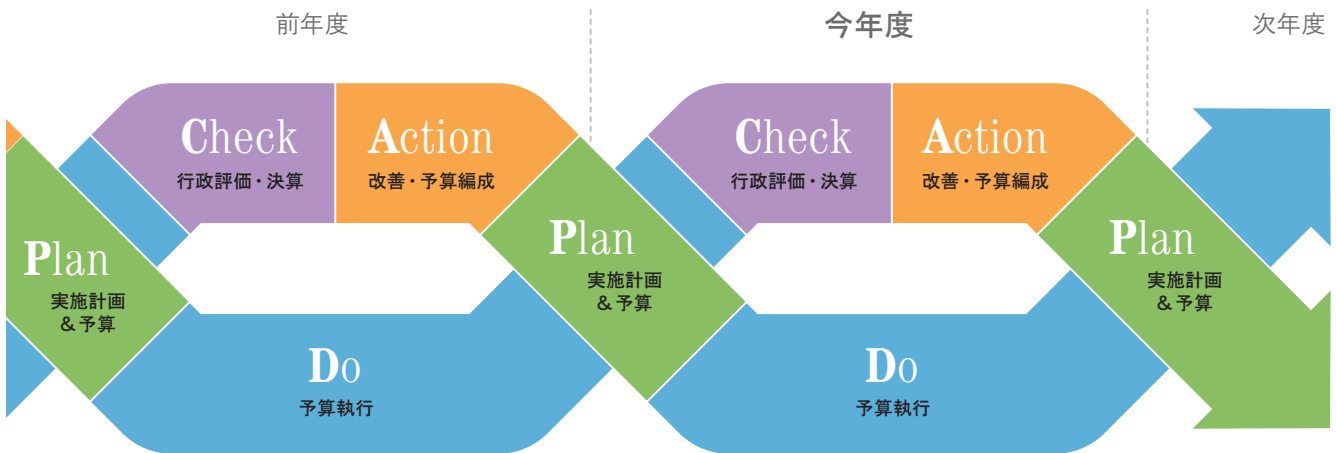 前年度
今年度
次年度
Check
行政評価・決算
Action
改善・予算編成
Check
行政評価・決算
Action
改善・予算編成
Plan
実施計画
＆予算
Plan
実施計画
＆予算
Plan
実施計画
＆予算
Do
予算執行
Do
予算執行